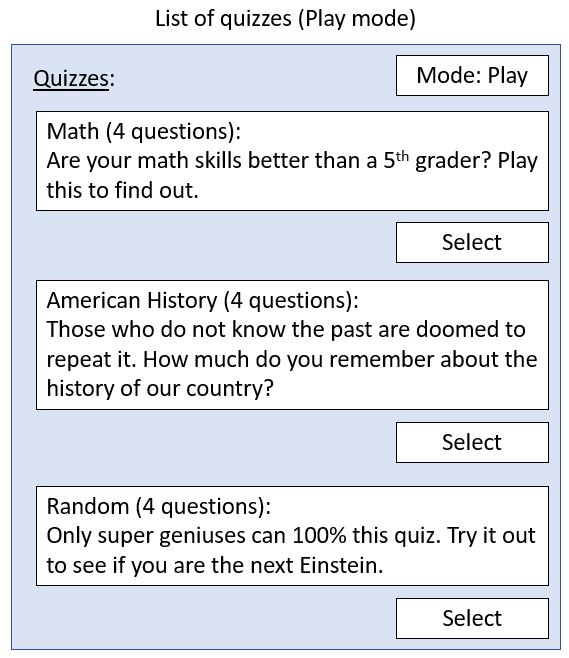 List of quizzes (Play mode)
Quizzes:
Mode: Play
Math (4 questions):
Are your math skills better than a 5th grader? Play
this to find out.
Select
American History (4 questions):
Those who do not know the past are doomed to
repeat it. How much do you remember about the
history of our country?
Select
Random (4 questions):
Only super geniuses can 100% this quiz. Try it out
to see if you are the next Einstein.
Select